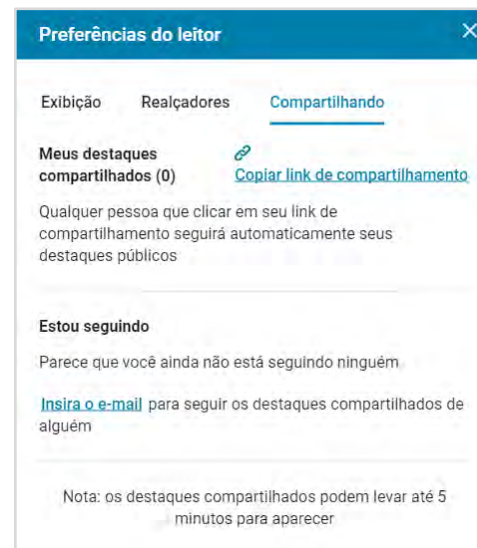 Preferências do leitor
Exibição Realçadores Compartilhando
Meus destaques
compartilhados (0)
Copiar link de compartilhamento
Qualquer pessoa que clicar em seu link de
compartilhamento seguirá automaticamente seus
destaques públicos
Estou seguindo
Parece que você ainda não está seguindo ninguém
Insira o e-mail para seguir os destaques compartilhados de
alguém
Nota: os destaques compartilhados podem levar até 5
minutos para aparecer